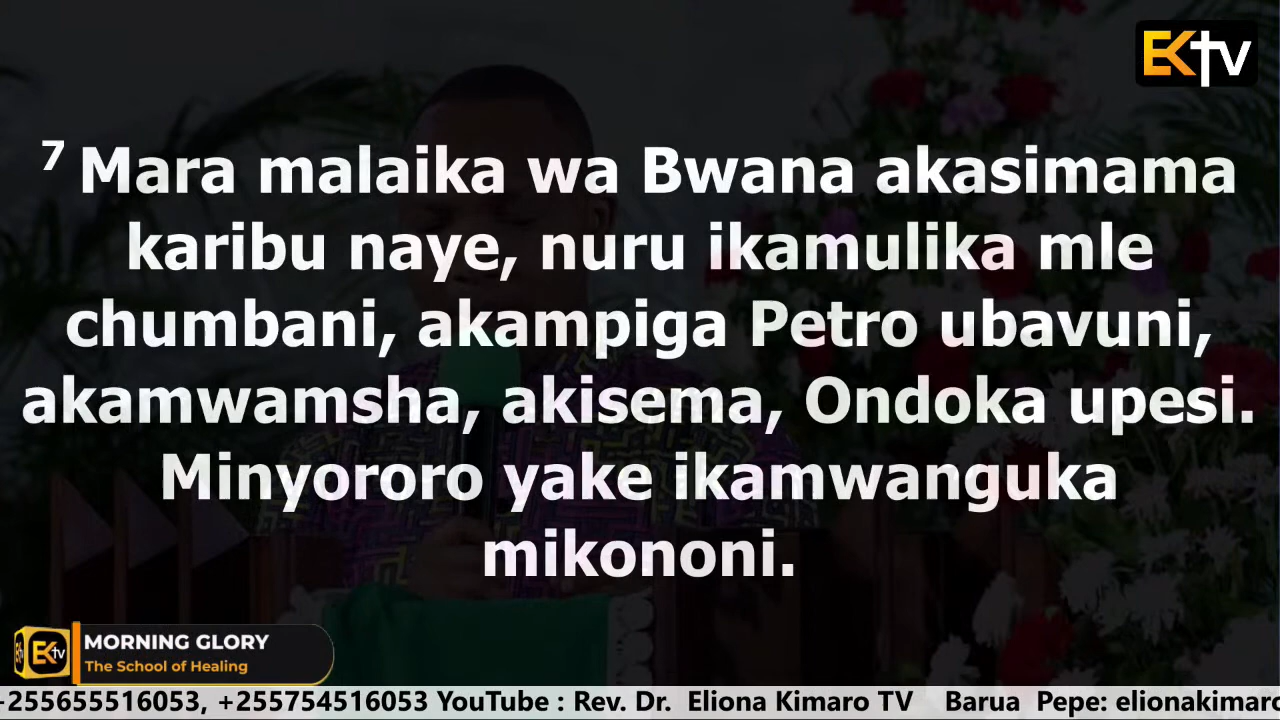 EKTV
7 Mara malaika wa Bwana akasimama
karibu naye, nuru ikamulika mle
chumbani, akampiga Petro ubavuni,
akamwamsha, akisema, Ondoka upesi.
Minyororo yake ikamwanguka
mikononi.
EKTV
MORNING GLORY
The School of Healing
+255655516053, +255754516053 YouTube : Rev. Dr. Eliona Kimaro TV Barua Pepe: elionakimaro